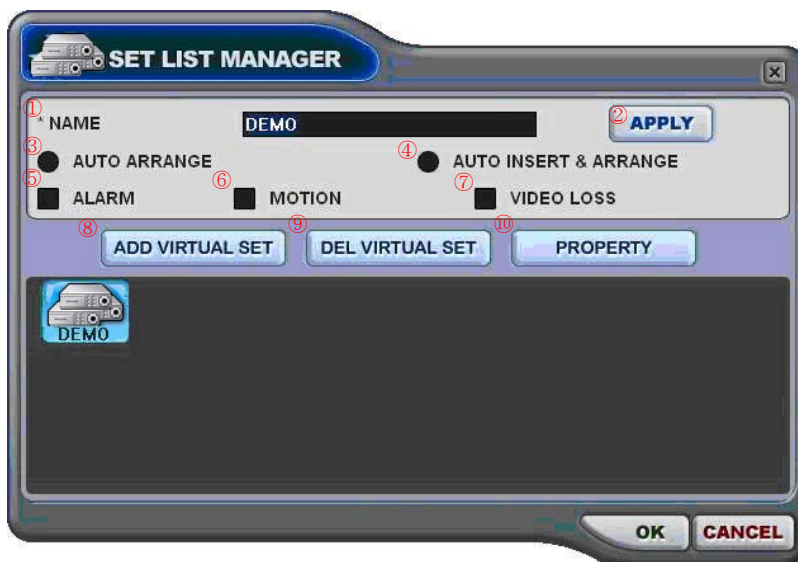 SET LIST MANAGER
① * NAME DEMO ② APPLY
③ AUTO ARRANGE ④ AUTO INSERT & ARRANGE
⑤ ALARM ⑥ MOTION ⑦ VIDEO LOSS
⑧ ADD VIRTUAL SET ⑨ DEL VIRTUAL SET ⑩ PROPERTY
DEMO
OK CANCEL